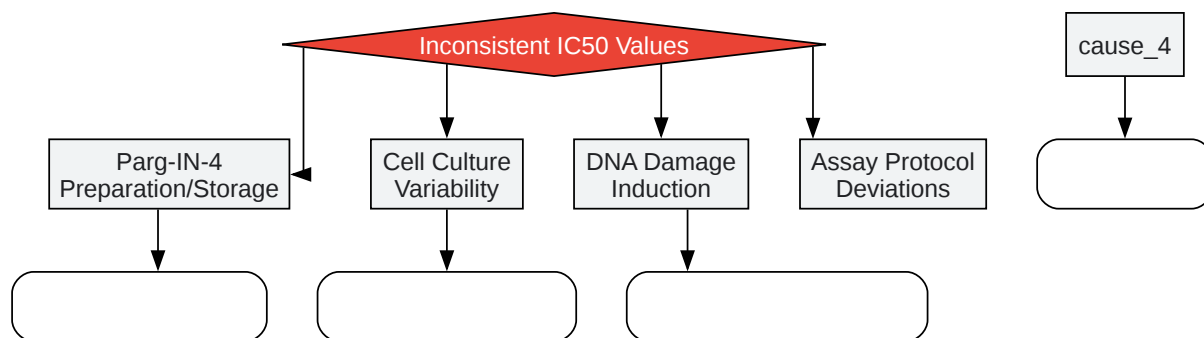 Inconsistent IC50 Values
cause_4
Parg-IN-4
Preparation/Storage
Cell Culture
Variability
DNA Damage
Induction
Assay Protocol
Deviations